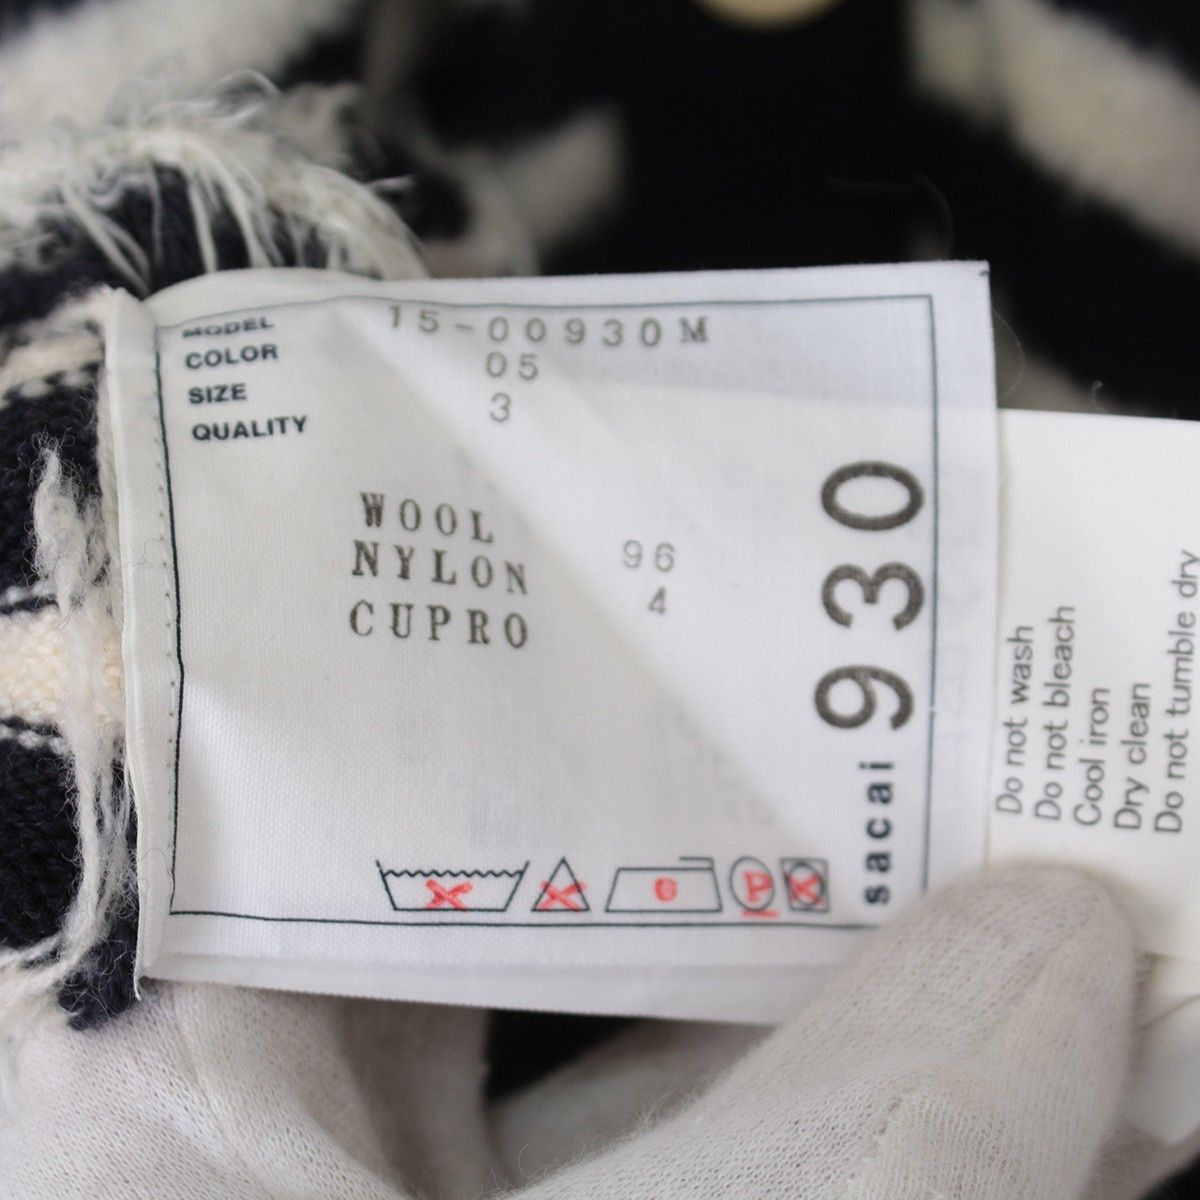 MODEL 15-00930M
COLOR 05
SIZE 3
QUALITY
WOOL 96
NYLON 4
CUPRO
sacai 930
P
Do not wash
Do not bleach
Cool iron
Dry clean
Do not tumble dry